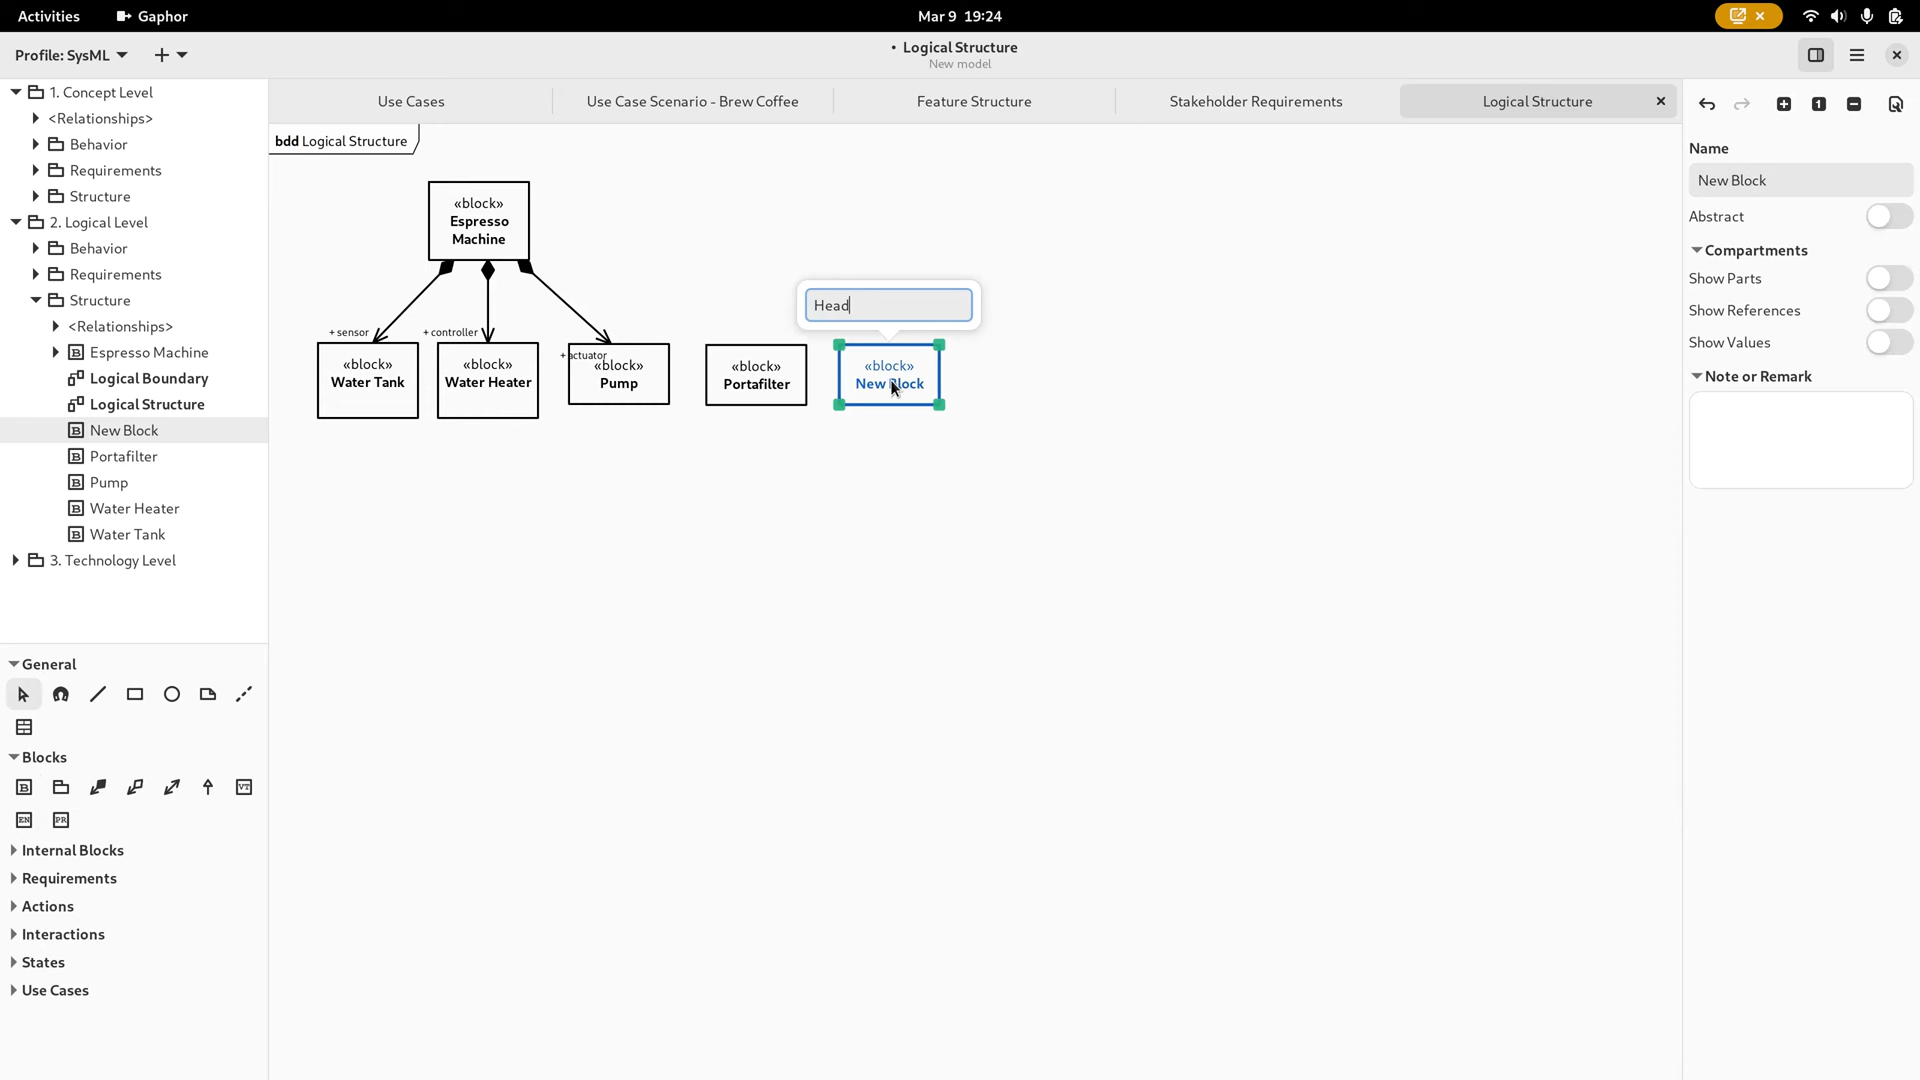 Activities
Gaphor
Mar 9 19:24
Profile: SysML
• Logical Structure
New model
1. Concept Level
<Relationships>
Behavior
Requirements
Structure
2. Logical Level
Behavior
Requirements
Structure
<Relationships>
Espresso Machine
Logical Boundary
Logical Structure
New Block
Portafilter
Pump
Water Heater
Water Tank
3. Technology Level
General
Blocks
B
VT
EN
PR
Internal Blocks
Requirements
Actions
Interactions
States
Use Cases
Use Cases
Use Case Scenario - Brew Coffee
Feature Structure
Stakeholder Requirements
Logical Structure
bdd Logical Structure
«block»
Espresso
Machine
+ sensor
+ controller
+ actuator
«block»
Water Tank
«block»
Water Heater
«block»
Pump
«block»
Portafilter
Head
«block»
New Block
1
Name
New Block
Abstract
Compartments
Show Parts
Show References
Show Values
Note or Remark